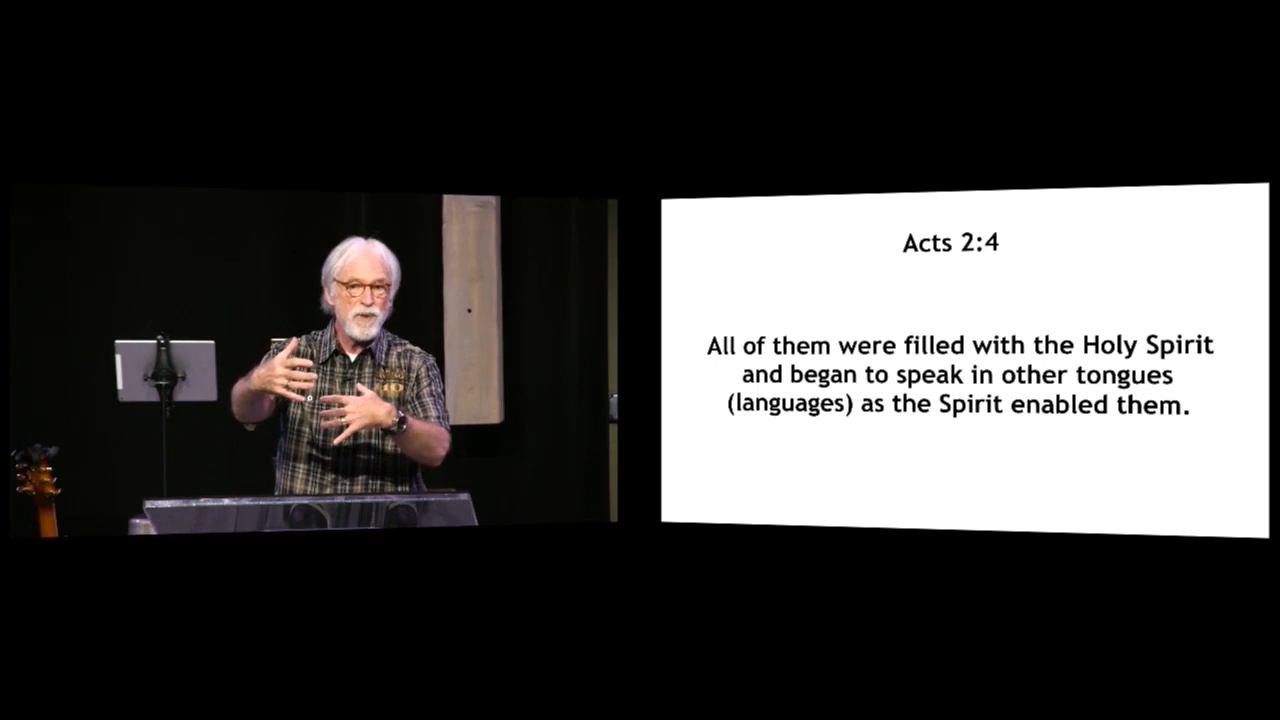 Acts 2:4
All of them were filled with the Holy Spirit
and began to speak in other tongues
(languages) as the Spirit enabled them.